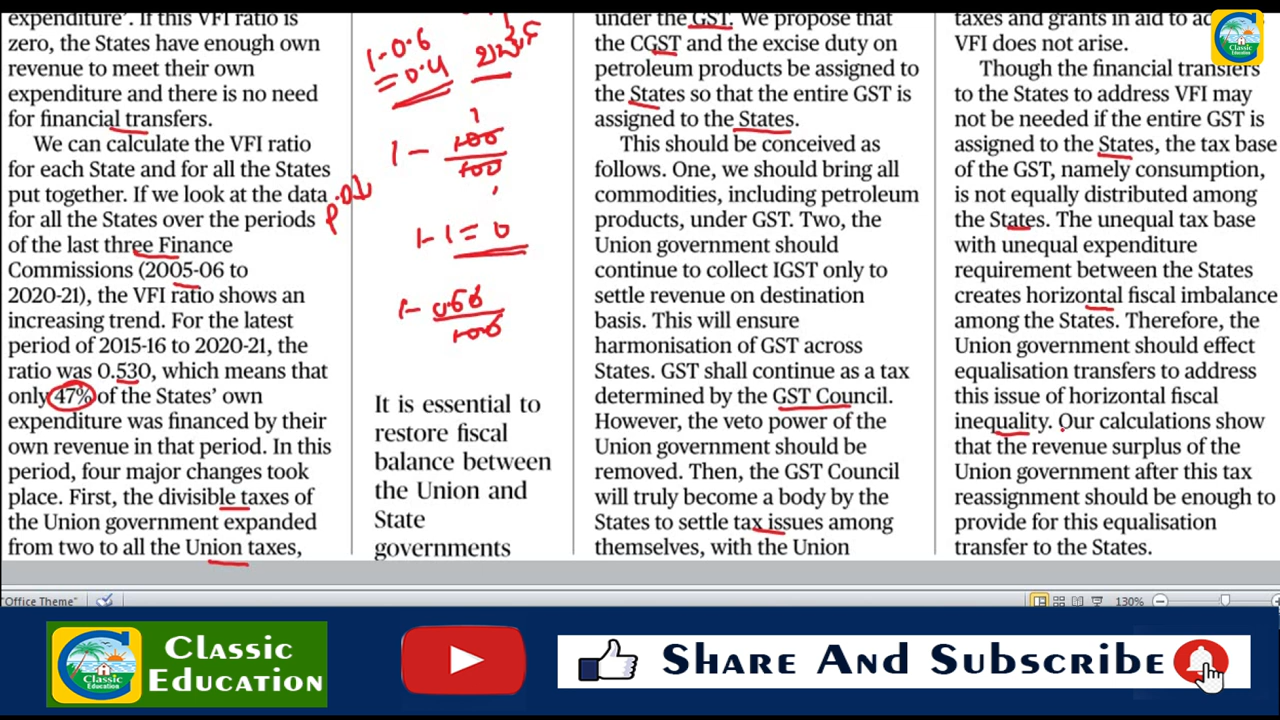 expenditure'. If this VFI ratio is
zero, the States have enough own
revenue to meet their own
expenditure and there is no need
for financial transfers.
We can calculate the VFI ratio
for each State and for all the States
put together. If we look at the data
for all the States over the periods
of the last three Finance
Commissions (2005-06 to
2020-21), the VFI ratio shows an
increasing trend. For the latest
period of 2015-16 to 2020-21, the
ratio was 0.530, which means that
only 47% of the States' own
expenditure was financed by their
own revenue in that period. In this
period, four major changes took
place. First, the divisible taxes of
the Union government expanded
from two to all the Union taxes,
1-0.6
=0.4
1 - 100/100
1-1 = 0
It is essential to
restore fiscal
balance between
the Union and
State
governments
under the GST. We propose that
the CGST and the excise duty on
petroleum products be assigned to
the States so that the entire GST is
assigned to the States.
This should be conceived as
follows. One, we should bring all
commodities, including petroleum
products, under GST. Two, the
Union government should
continue to collect IGST only to
settle revenue on destination
basis. This will ensure
harmonisation of GST across
States. GST shall continue as a tax
determined by the GST Council.
However, the veto power of the
Union government should be
removed. Then, the GST Council
will truly become a body by the
States to settle tax issues among
themselves, with the Union
taxes and grants in aid to
VFI does not arise.
Though the financial transfers
to the States to address VFI may
not be needed if the entire GST is
assigned to the States, the tax base
of the GST, namely consumption,
is not equally distributed among
the States. The unequal tax base
with unequal expenditure
requirement between the States
creates horizontal fiscal imbalance
among the States. Therefore, the
Union government should effect
equalisation transfers to address
this issue of horizontal fiscal
inequality. Our calculations show
that the revenue surplus of the
Union government after this tax
reassignment should be enough to
provide for this equalisation
transfer to the States.
Classic
Education
"Office Theme"
130%
Classic
Education
Classic
Education
Share And Subscribe